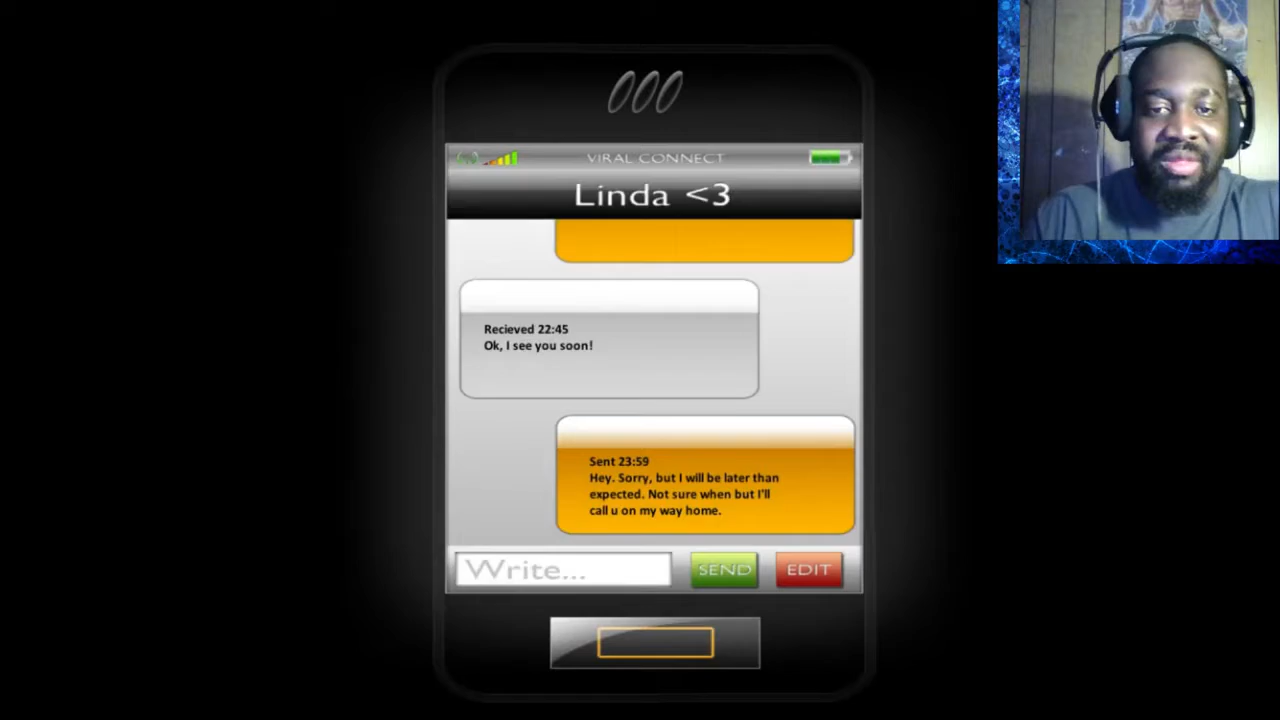 VIRAL CONNECT
Linda <3
Recieved 22:45
Ok, I see you soon!
Sent 23:59
Hey. Sorry, but I will be later than
expected. Not sure when but I'll
call u on my way home.
Write...
SEND
EDIT